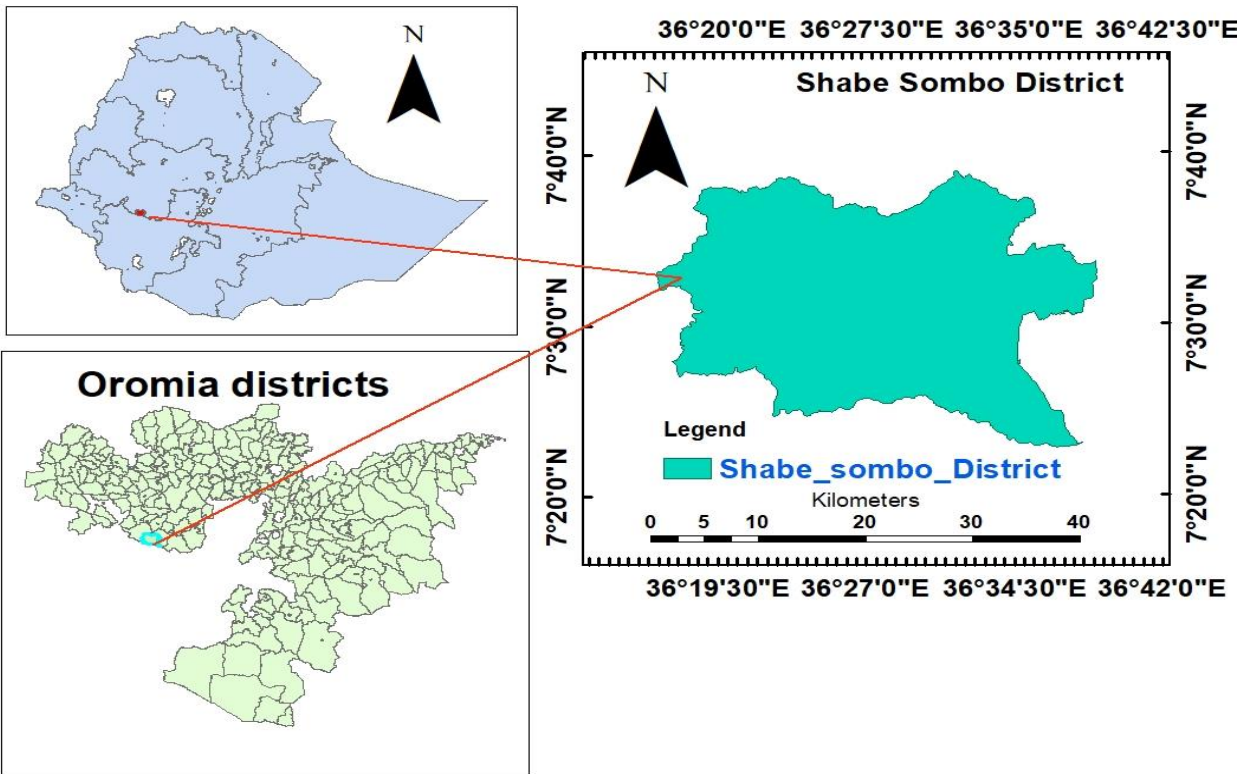 N
Oromia districts
36°20'0"E 36°27'30"E 36°35'0"E 36°42'30"E
Shabe Sombo District
N
7°40'0"N
7°30'0"N
7°20'0"N
7°40'0"N
7°30'0"N
7°20'0"N
Legend
Shabe_sombo_District
Kilometers
0 5 10 20 30 40
36°19'30"E 36°27'0"E 36°34'30"E 36°42'0"E